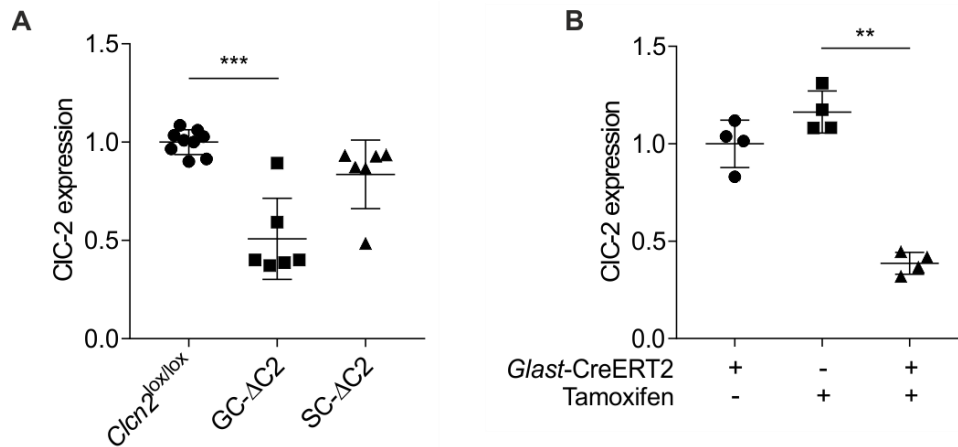 A
ClC-2 expression
1.5
1.0
0.5
0.0
***
Clcn2lox/lox
GC-ΔC2
SC-ΔC2
B
ClC-2 expression
1.5
1.0
0.5
0.0
**
Glast-CreERT2 + - +
Tamoxifen - + +